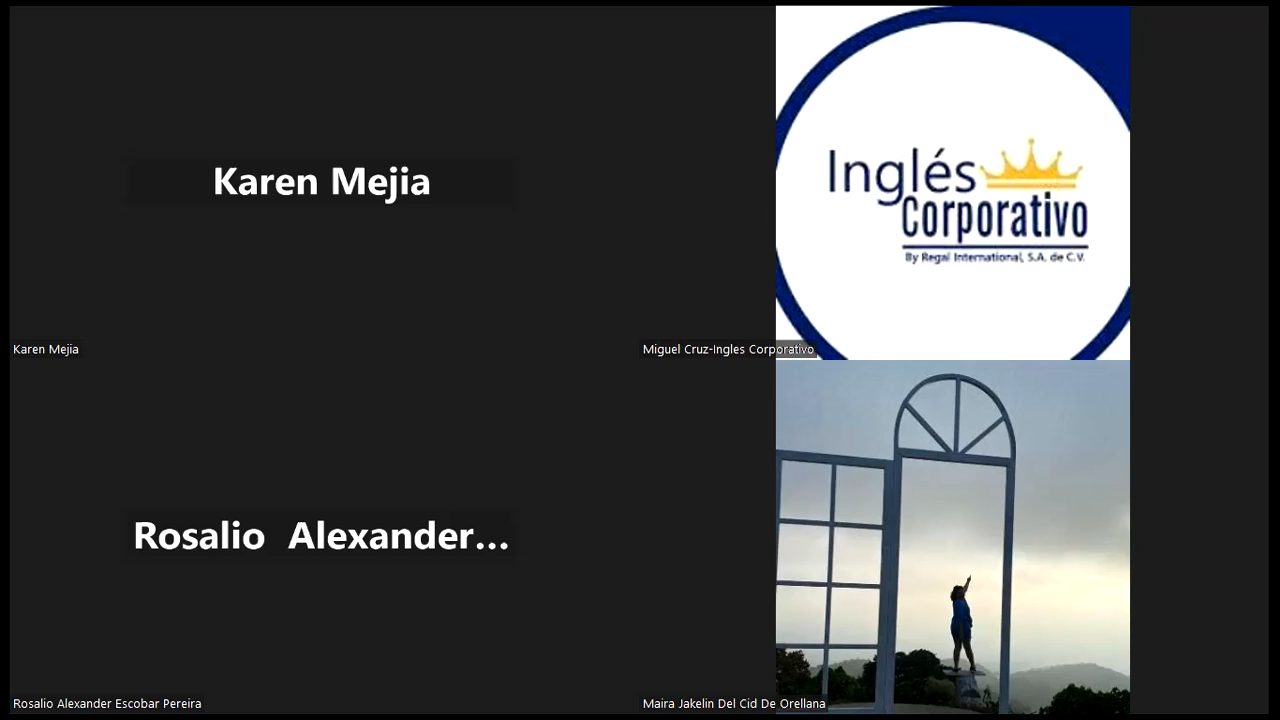 Karen Mejia
Karen Mejia
Inglés
Corporativo
By Regal International, S.A. de C.V.
Miguel Cruz-Ingles Corporativo
Rosalio Alexander...
Rosalio Alexander Escobar Pereira
Maira Jakelin Del Cid De Orellana